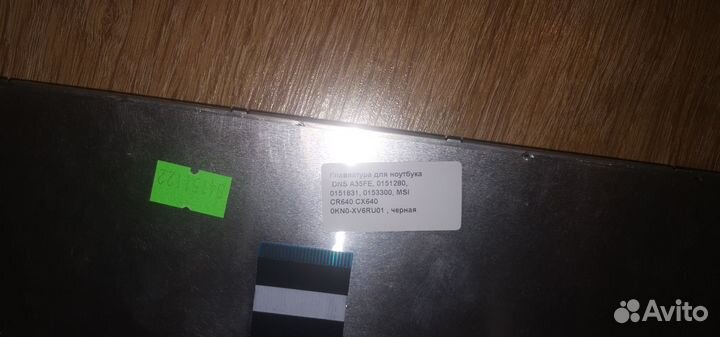 Клавиатура для ноутбука
DNS A35FE, 0151280,
0151831, 0153300, MSI
CR640 CX640
0KN0-XV6RU01 , черная
Avito